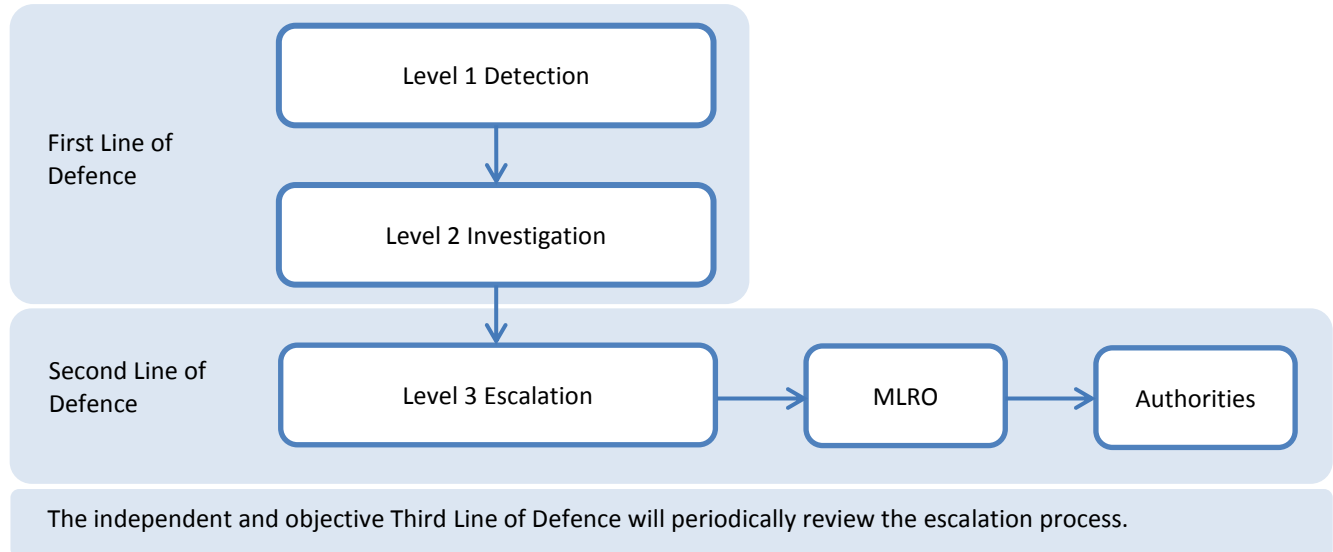 Level 1 Detection
First Line of
Defence
Level 2 Investigation
Second Line of
Defence
Level 3 Escalation
MLRO
Authorities
The independent and objective Third Line of Defence will periodically review the escalation process.